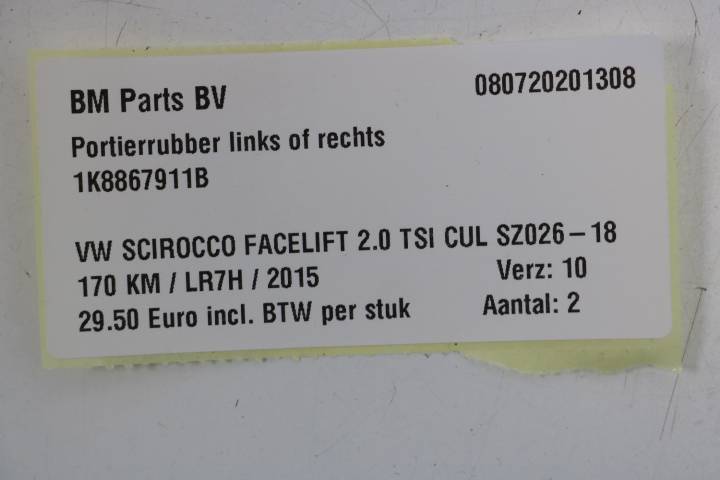 BM Parts BV 080720201308
Portierrubber links of rechts
1K8867911B
VW SCIROCCO FACELIFT 2.0 TSI CUL SZ026-18
170 KM / LR7H / 2015 Verz: 10
29.50 Euro incl. BTW per stuk Aantal: 2